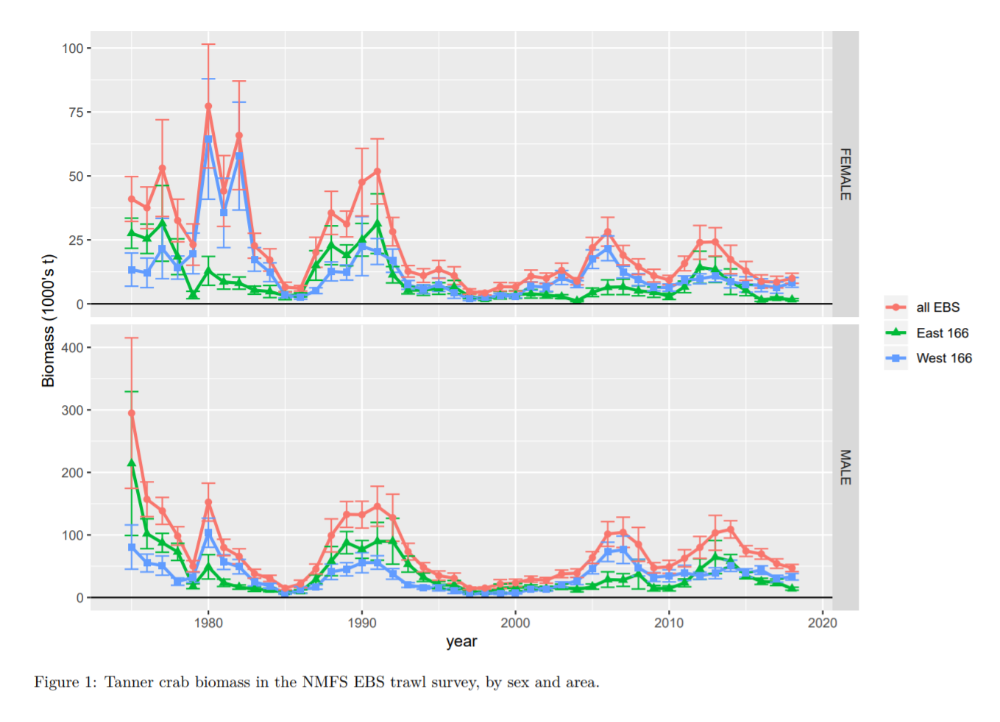 100
75
50
25
0
FEMALE
Biomass (1000's t)
400
300
200
100
0
MALE
1980
1990
2000
2010
2020
year
all EBS
East 166
West 166
Figure 1: Tanner crab biomass in the NMFS EBS trawl survey, by sex and area.